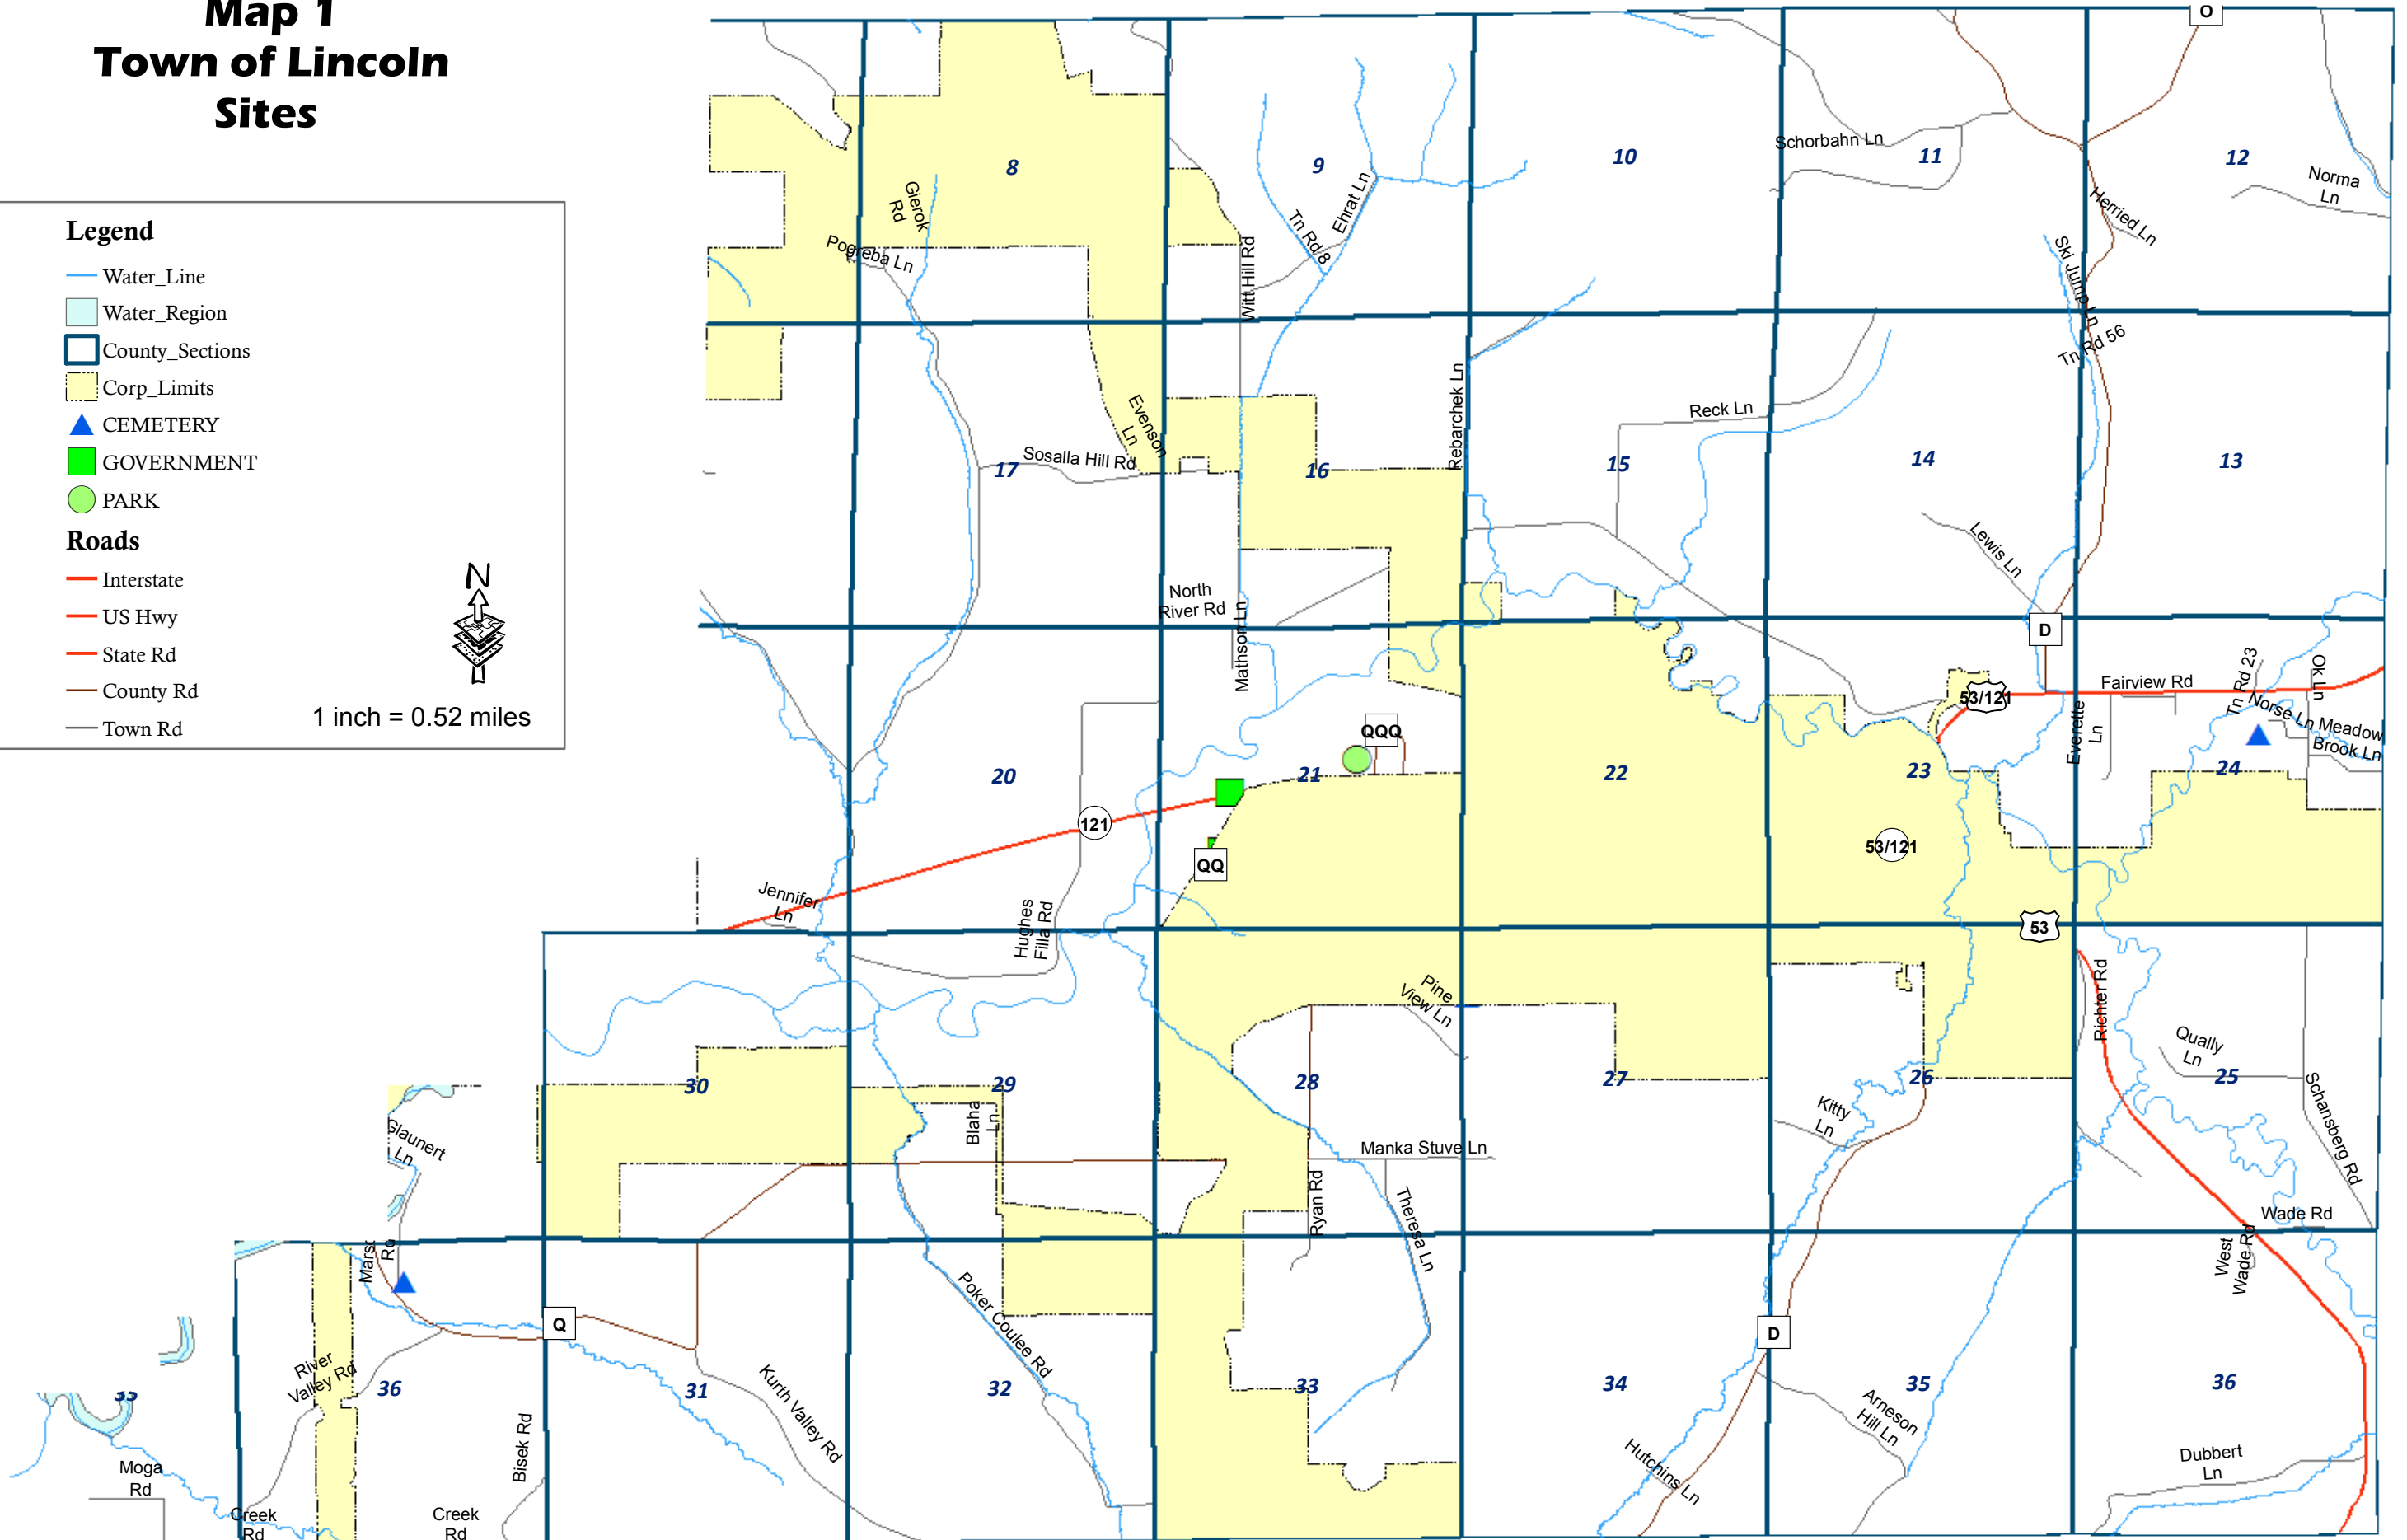 Map 1
Town of Lincoln
Sites
Legend
Water_Line
Water_Region
County_Sections
Corp_Limits
CEMETERY
GOVERNMENT
PARK
Roads
Interstate
US Hwy
State Rd
County Rd
Town Rd
N
1 inch = 0.52 miles
O
8
9
10
11
12
Schorbahn Ln
Norma
Ln
Gierok
Rd
Pogreba Ln
Tn Rd 8
Ehrat Ln
Witt Hill Rd
Herried Ln
Ski Jump Ln
Tn Rd 56
Evenson
Ln
Rebarchek Ln
Reck Ln
Sosalla Hill Rd
17
16
15
14
13
Lewis Ln
North
River Rd
Mathson Ln
D
53/121
Fairview Rd
Tn Rd 23
Ok Ln
Norse Ln
Meadow
Brook Ln
Everette
Ln
QQQ
20
21
22
23
24
121
QQ
53/121
Jennifer
Ln
Hughes
Filla Rd
53
Pine
View Ln
Richter Rd
Qually
Ln
30
29
28
27
26
25
Blaha
Ln
Kitty
Ln
Schansberg Rd
Glaunert
Ln
Manka Stuve Ln
Ryan Rd
Theresa Ln
Wade Rd
West
Wade Rd
Rd
Q
Poker Coulee Rd
D
River
Valley Rd
36
31
32
33
34
35
36
Kurth Valley Rd
Bisek Rd
Arneson
Hill Ln
Hutchins Ln
Dubbert
Ln
Moga
Rd
Creek
Rd
Creek
Rd